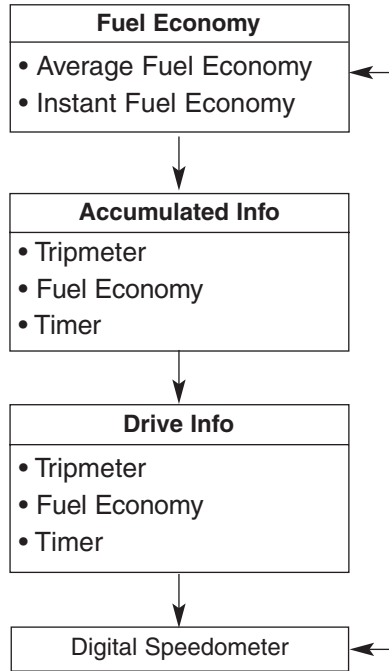 Fuel Economy
• Average Fuel Economy
• Instant Fuel Economy
Accumulated Info
• Tripmeter
• Fuel Economy
• Timer
Drive Info
• Tripmeter
• Fuel Economy
• Timer
Digital Speedometer